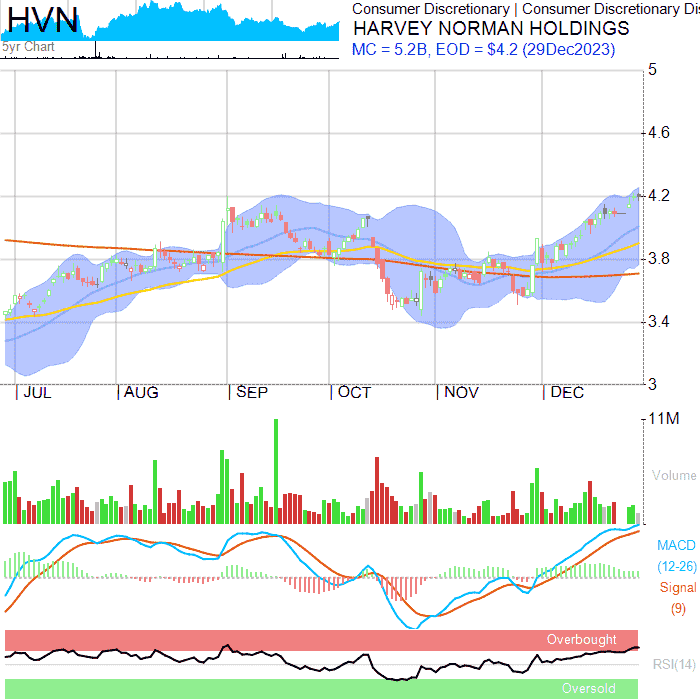 HVN
5yr Chart
Consumer Discretionary | Consumer Discretionary Dis
HARVEY NORMAN HOLDINGS
MC = 5.2B, EOD = $4.2 (29Dec2023)
5
4.6
4.2
3.8
3.4
3
JUL AUG SEP OCT NOV DEC
11M
Volume
MACD
(12-26)
Signal
(9)
Overbought
RSI(14)
Oversold